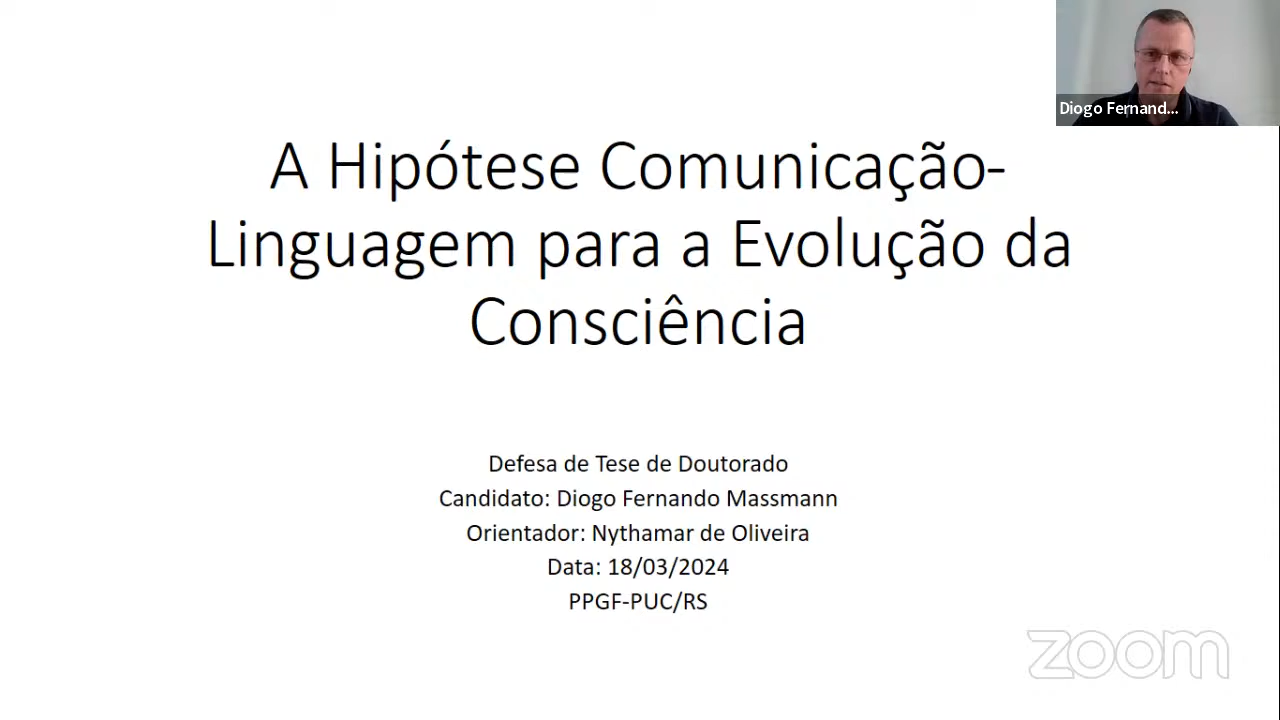 Diogo Fernand...
A Hipótese Comunicação-
Linguagem para a Evolução da
Consciência
Defesa de Tese de Doutorado
Candidato: Diogo Fernando Massmann
Orientador: Nythamar de Oliveira
Data: 18/03/2024
PPGF-PUC/RS
zoom